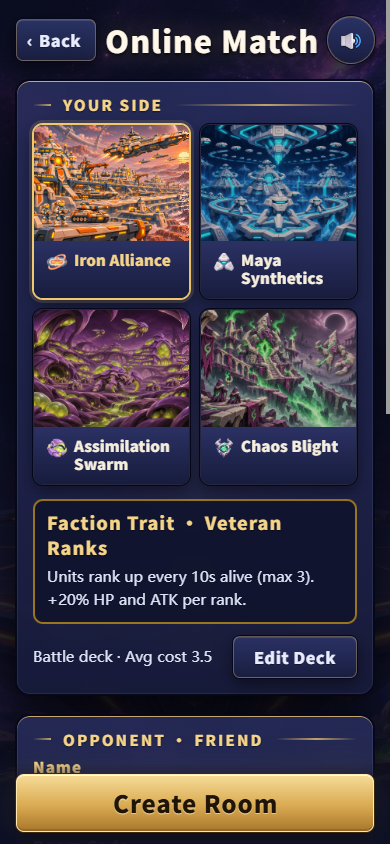 ‹ Back
Online Match
YOUR SIDE
Iron Alliance
Maya
Synthetics
Assimilation
Swarm
Chaos Blight
Faction Trait • Veteran
Ranks
Units rank up every 10s alive (max 3).
+20% HP and ATK per rank.
Battle deck · Avg cost 3.5
Edit Deck
OPPONENT • FRIEND
Name
Create Room